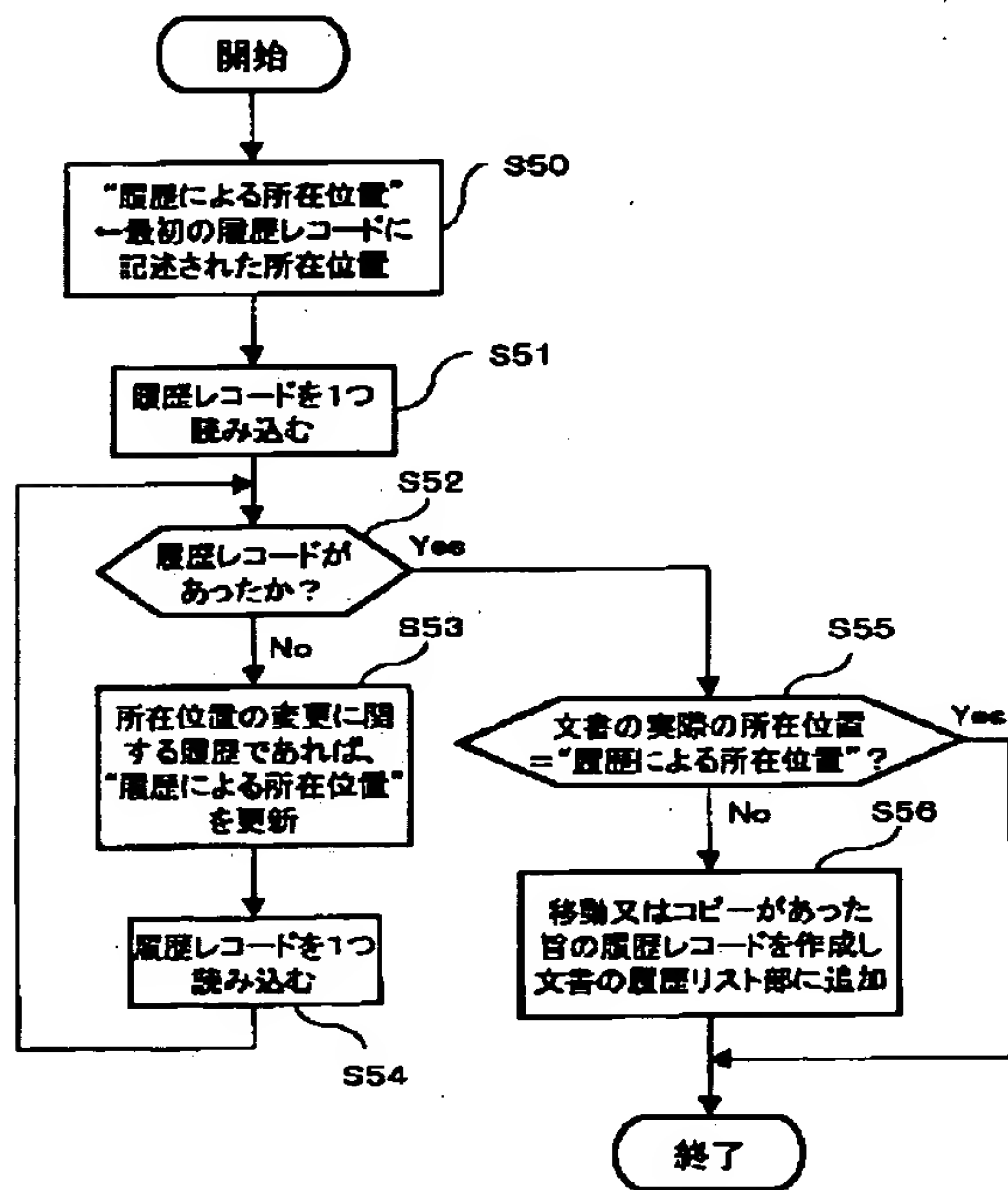 開始
S50
“履歴による所在位置”
←最初の履歴レコードに
記述された所在位置
S51
履歴レコードを1つ
読み込む
S52
履歴レコードが
あったか?
Yes
No
S53
所在位置の変更に関
する履歴であれば、
“履歴による所在位置”
を更新
履歴レコードを1つ
読み込む
S54
S55
文書の実際の所在位置
=“履歴による所在位置”?
Yes
No
S56
移動又はコピーがあった
旨の履歴レコードを作成し
文書の履歴リスト部に追加
終了